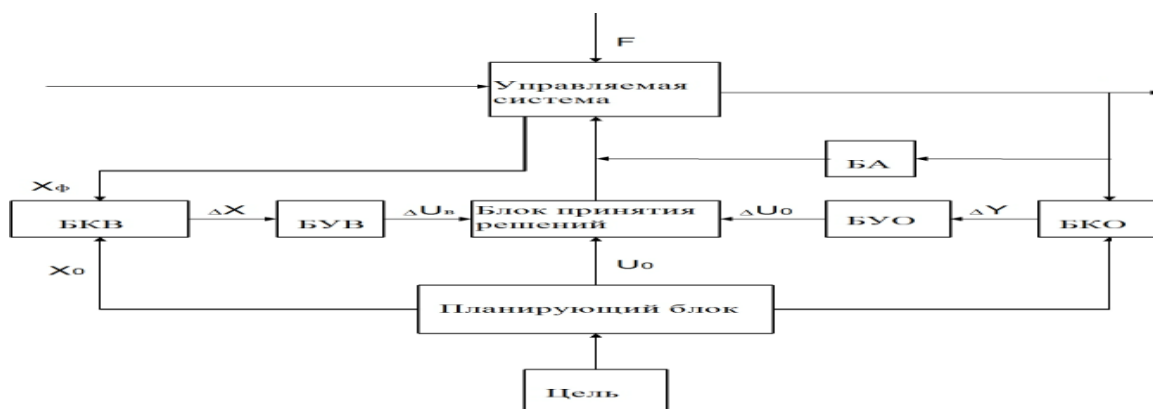 F
Управляемая
система
БА
Xф
БКВ
ΔX
БУВ
ΔUв
Блок принятия
решений
ΔU0
БУО
ΔY
БКО
X0
U0
Планирующий блок
Цель